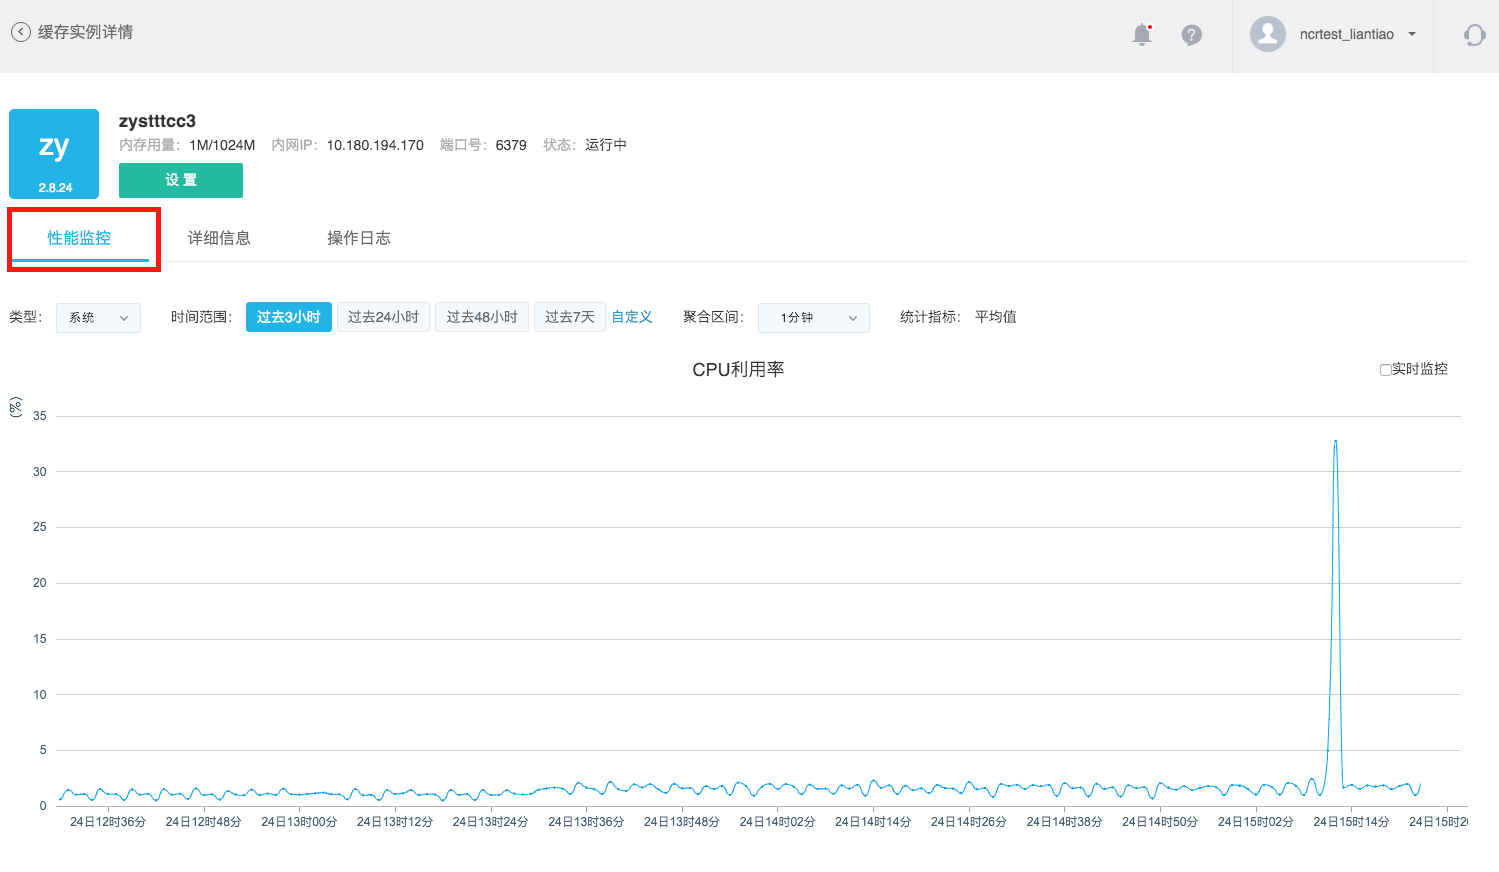 缓存实例详情
ncrtest_liantiao
zy
2.8.24
zystttcc3
内存用量: 1M/1024M 内网IP: 10.180.194.170 端口号: 6379 状态: 运行中
设 置
性能监控 详细信息 操作日志
类型: 系统 时间范围: 过去3小时 过去24小时 过去48小时 过去7天 自定义 聚合区间: 1分钟 统计指标: 平均值
CPU利用率
实时监控
(%)
35
30
25
20
15
10
5
0
24日12时36分 24日12时48分 24日13时00分 24日13时12分 24日13时24分 24日13时36分 24日13时48分 24日14时02分 24日14时14分 24日14时26分 24日14时38分 24日14时50分 24日15时02分 24日15时14分 24日15时2